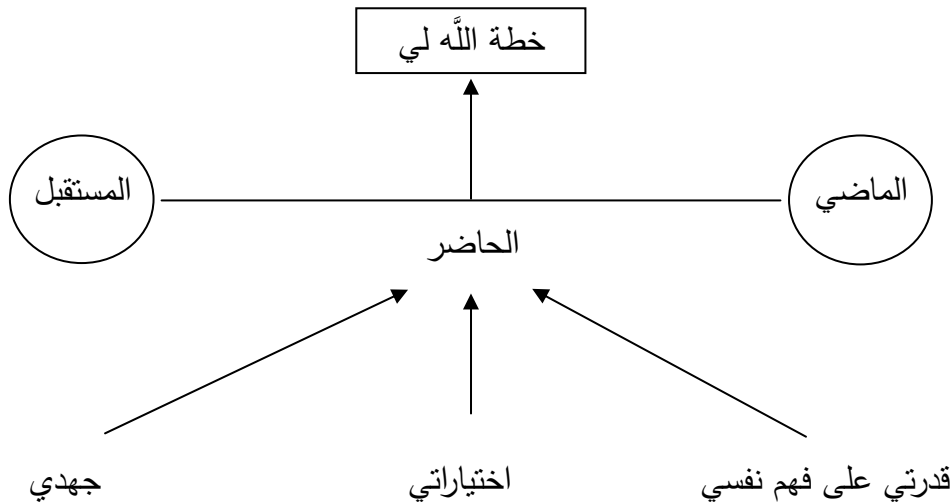 خطة اللَّه لي
الماضي
المستقبل
الحاضر
قدرتي على فهم نفسي
اختياراتي
جهدي